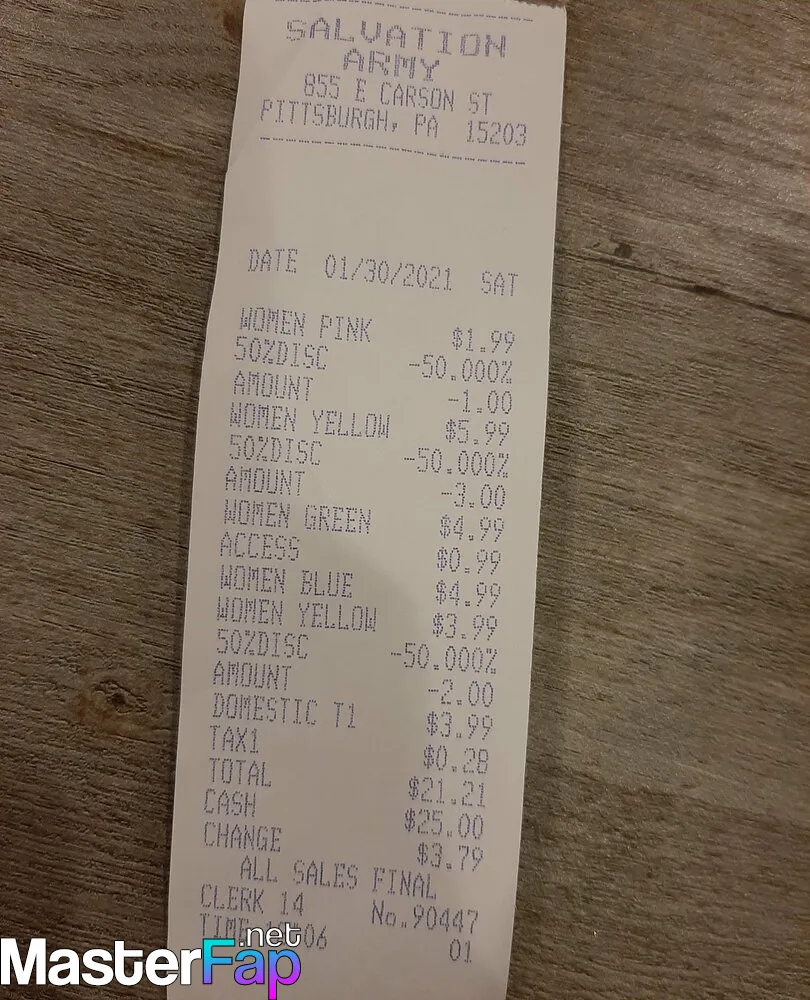 SALVATION
ARMY
855 E CARSON ST
PITTSBURGH, PA 15203
DATE 01/30/2021 SAT
WOMEN PINK $1.99
50%DISC -50.000%
AMOUNT -1.00
WOMEN YELLOW $5.99
50%DISC -50.000%
AMOUNT -3.00
WOMEN GREEN $4.99
ACCESS $0.99
WOMEN BLUE $4.99
WOMEN YELLOW $3.99
50%DISC -50.000%
AMOUNT -2.00
DOMESTIC T1 $3.99
TAX1 $0.28
TOTAL $21.21
CASH $25.00
CHANGE $3.79
ALL SALES FINAL
CLERK 14 No.90447
TIME 01
MasterFap.net